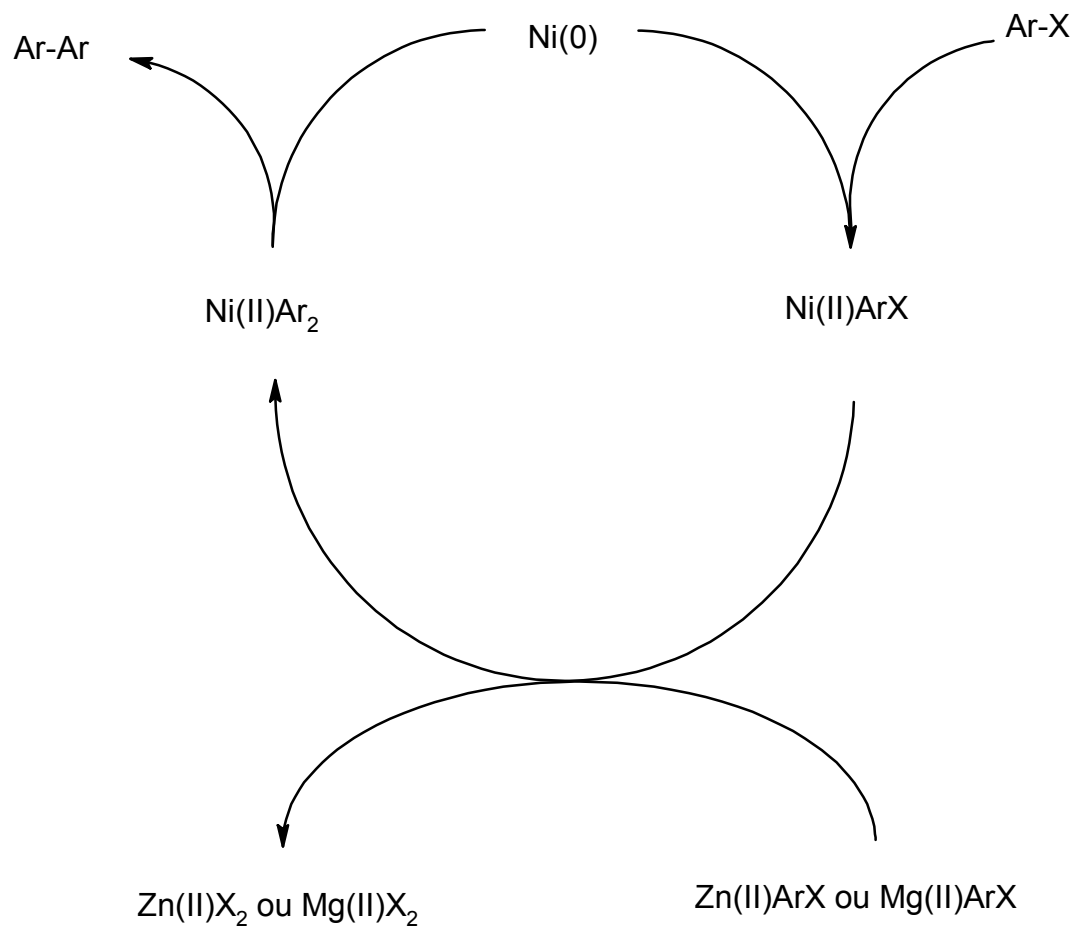 Ar-Ar
Ni(0)
Ar-X
Ni(II)Ar₂
Ni(II)ArX
Zn(II)X₂ ou Mg(II)X₂
Zn(II)ArX ou Mg(II)ArX